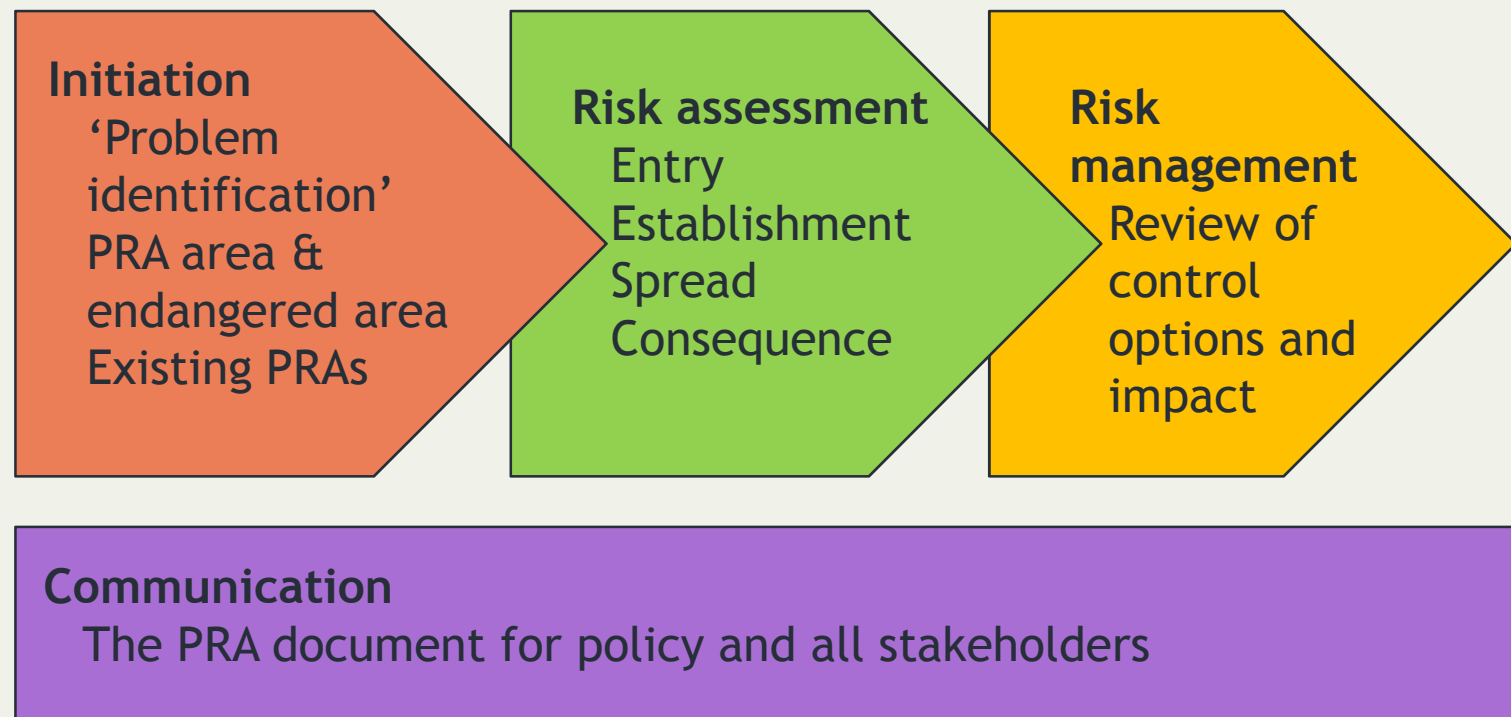 Initiation
‘Problem
identification’
PRA area &
endangered area
Existing PRAs
Risk assessment
Entry
Establishment
Spread
Consequence
Risk
management
Review of
control
options and
impact
Communication
The PRA document for policy and all stakeholders